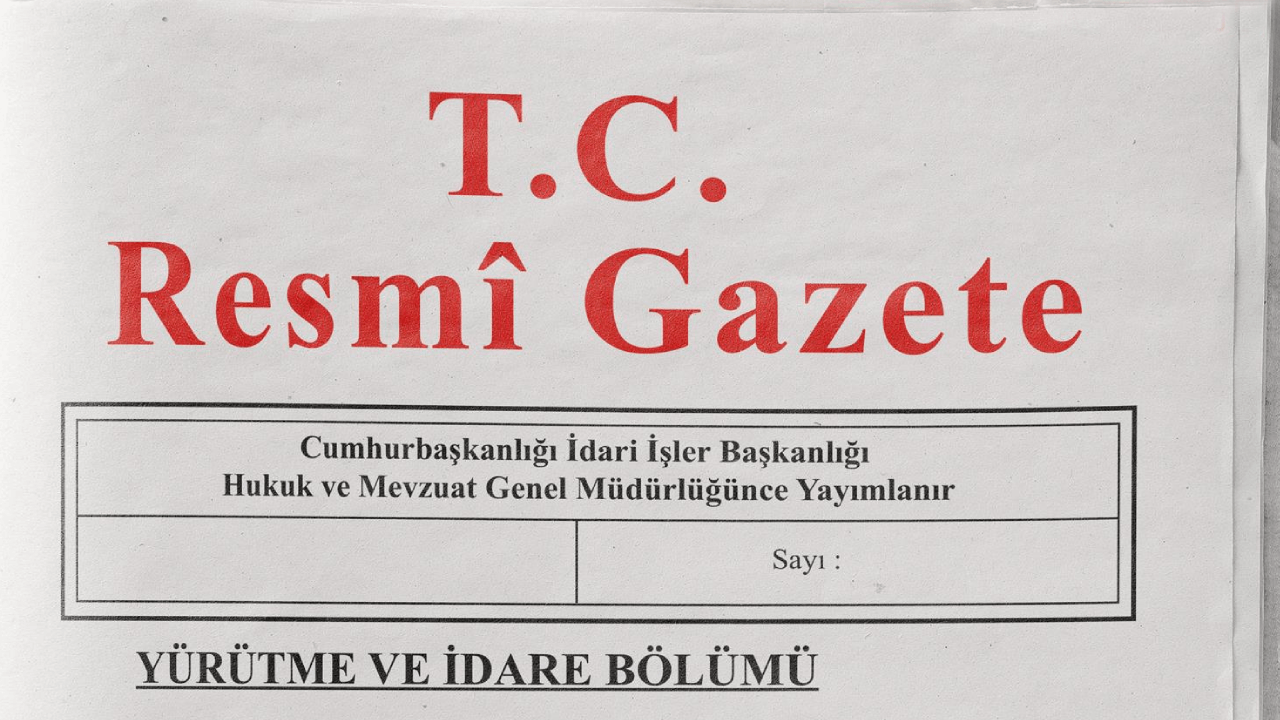 T.C.
Resmî Gazete
Cumhurbaşkanlığı İdari İşler Başkanlığı
Hukuk ve Mevzuat Genel Müdürlüğünce Yayımlanır
Sayı :
YÜRÜTME VE İDARE BÖLÜMÜ